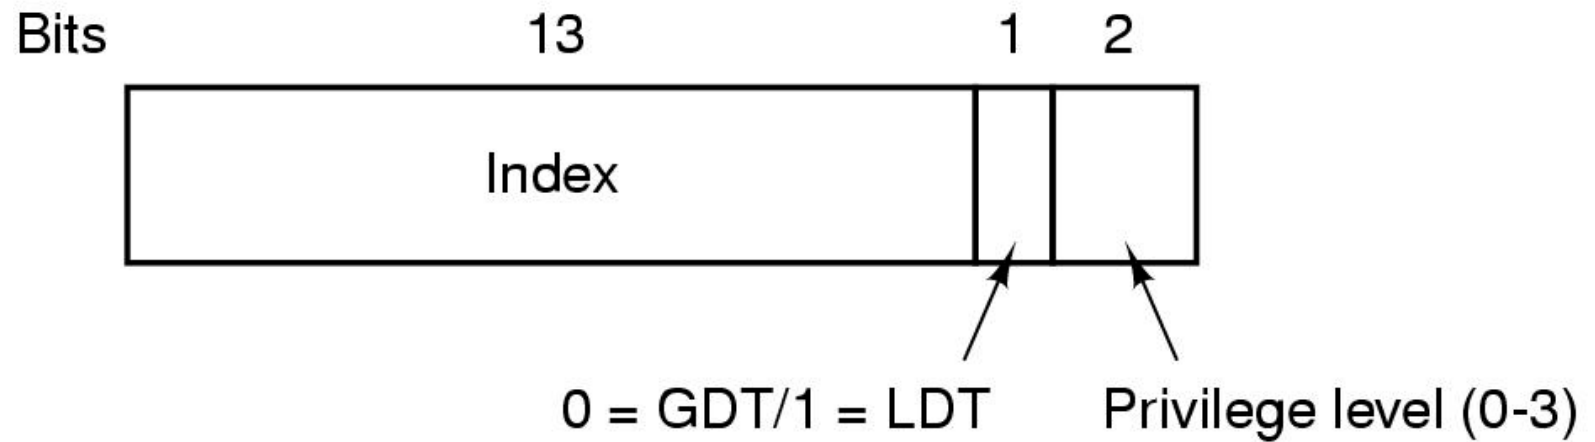 Bits 13 1 2
Index
0 = GDT/1 = LDT Privilege level (0-3)